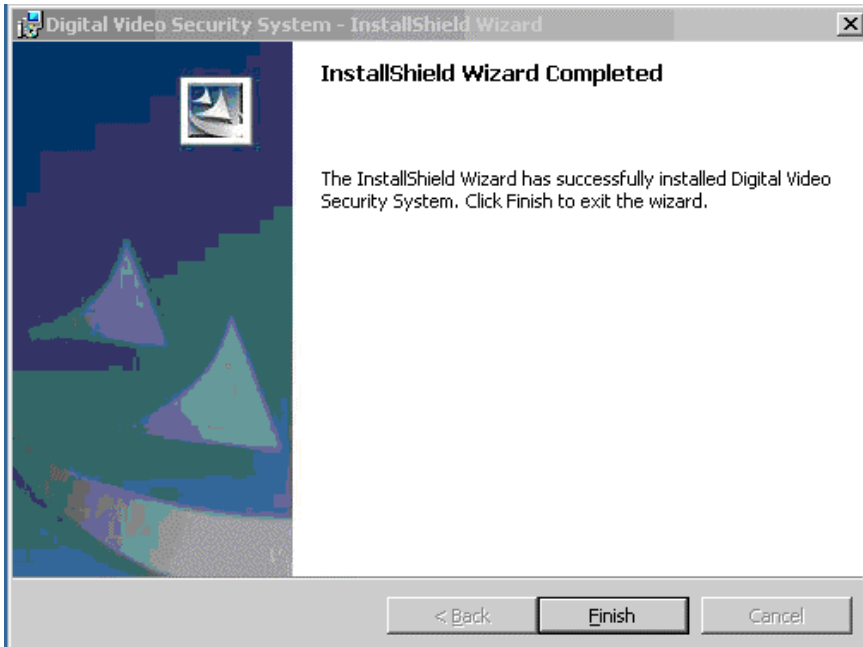 Digital Video Security System - InstallShield Wizard
InstallShield Wizard Completed
The InstallShield Wizard has successfully installed Digital Video
Security System. Click Finish to exit the wizard.
< Back
Finish
Cancel